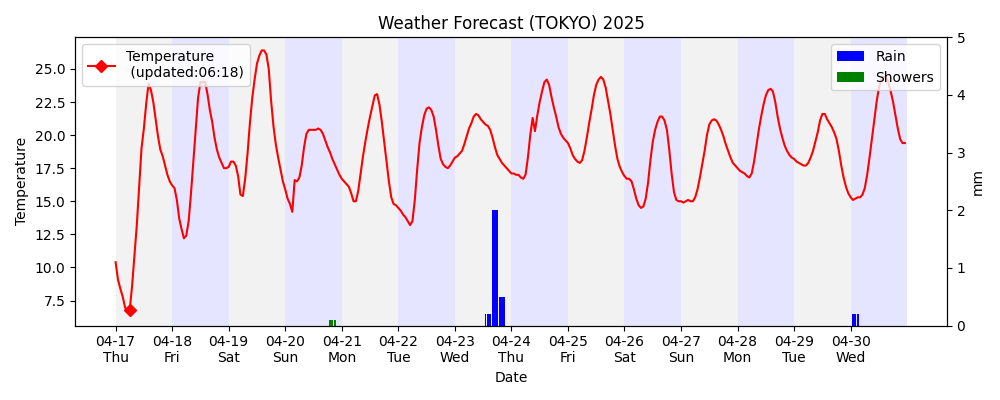 Weather Forecast (TOKYO) 2025
Temperature
(updated:06:18)
Rain
Showers
Temperature
25.0
22.5
20.0
17.5
15.0
12.5
10.0
7.5
5
4
3
2
1
0
mm
04-17 04-18 04-19 04-20 04-21 04-22 04-23 04-24 04-25 04-26 04-27 04-28 04-29 04-30
Thu Fri Sat Sun Mon Tue Wed Thu Fri Sat Sun Mon Tue Wed
Date